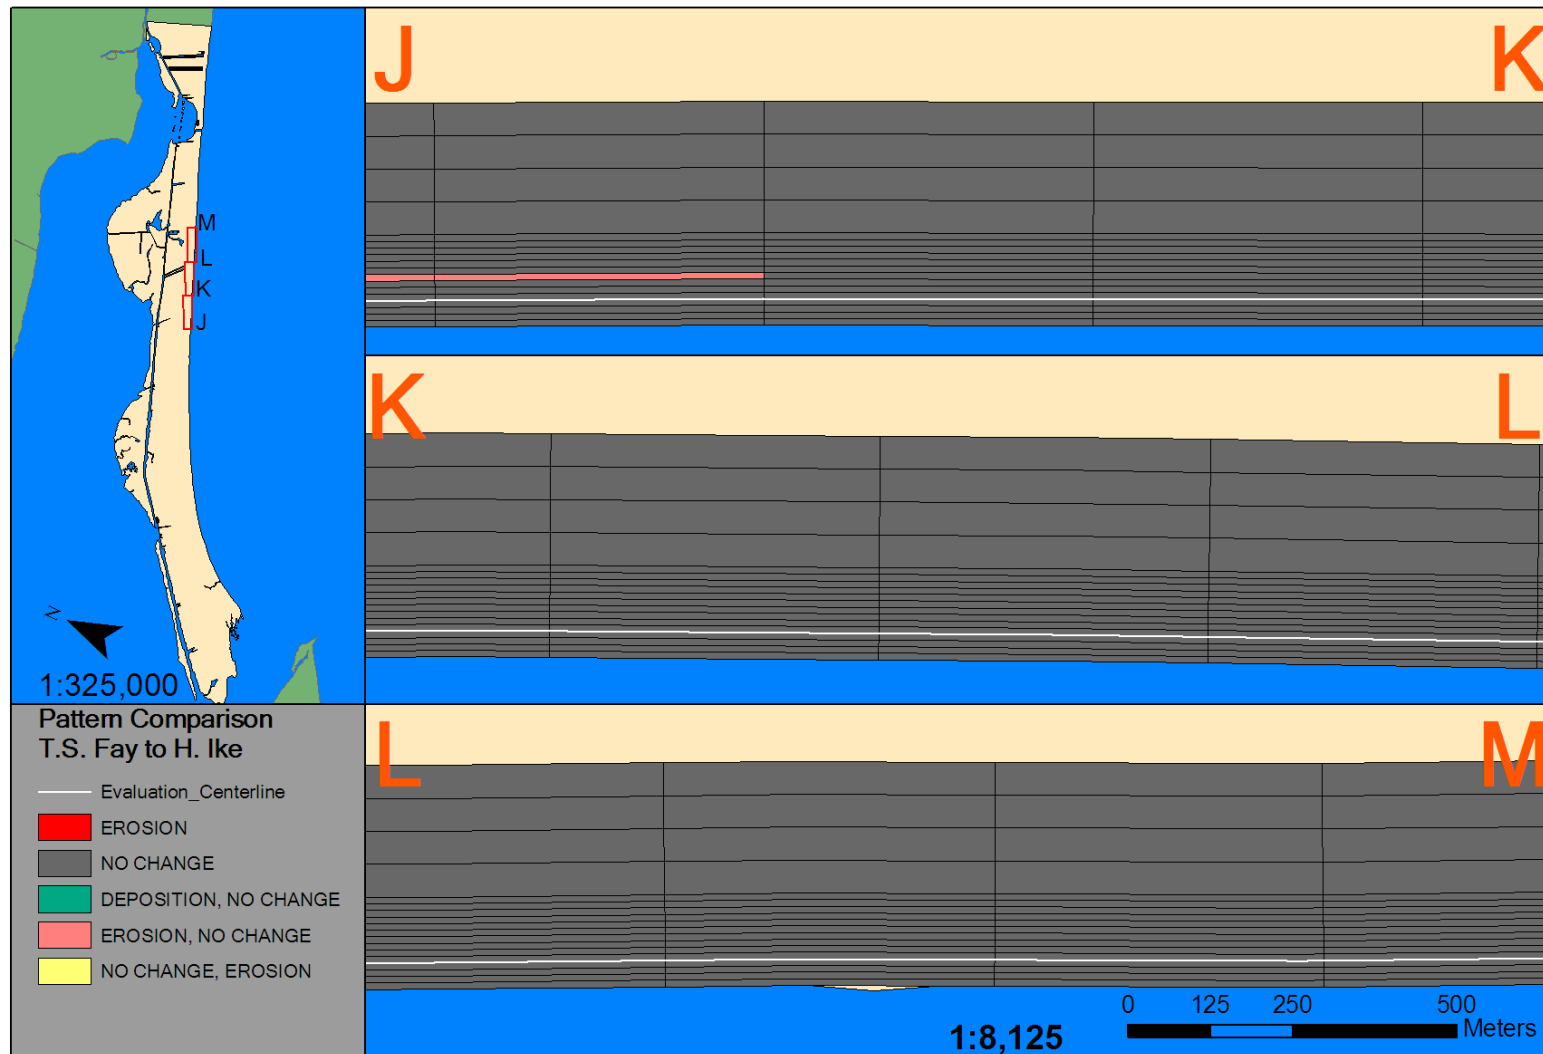 J
K
M
L
K
J
N
1:325,000
K
L
Pattern Comparison
T.S. Fay to H. Ike
Evaluation_Centerline
EROSION
NO CHANGE
DEPOSITION, NO CHANGE
EROSION, NO CHANGE
NO CHANGE, EROSION
L
M
0 125 250 500
Meters
1:8,125